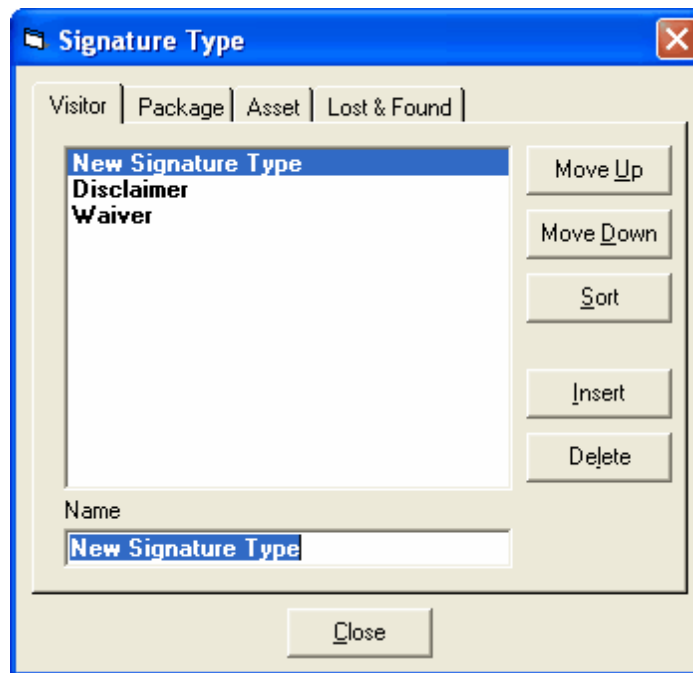 Signature Type
Visitor Package Asset Lost & Found
New Signature Type
Disclaimer
Waiver
Move Up
Move Down
Sort
Insert
Delete
Name
New Signature Type
Close